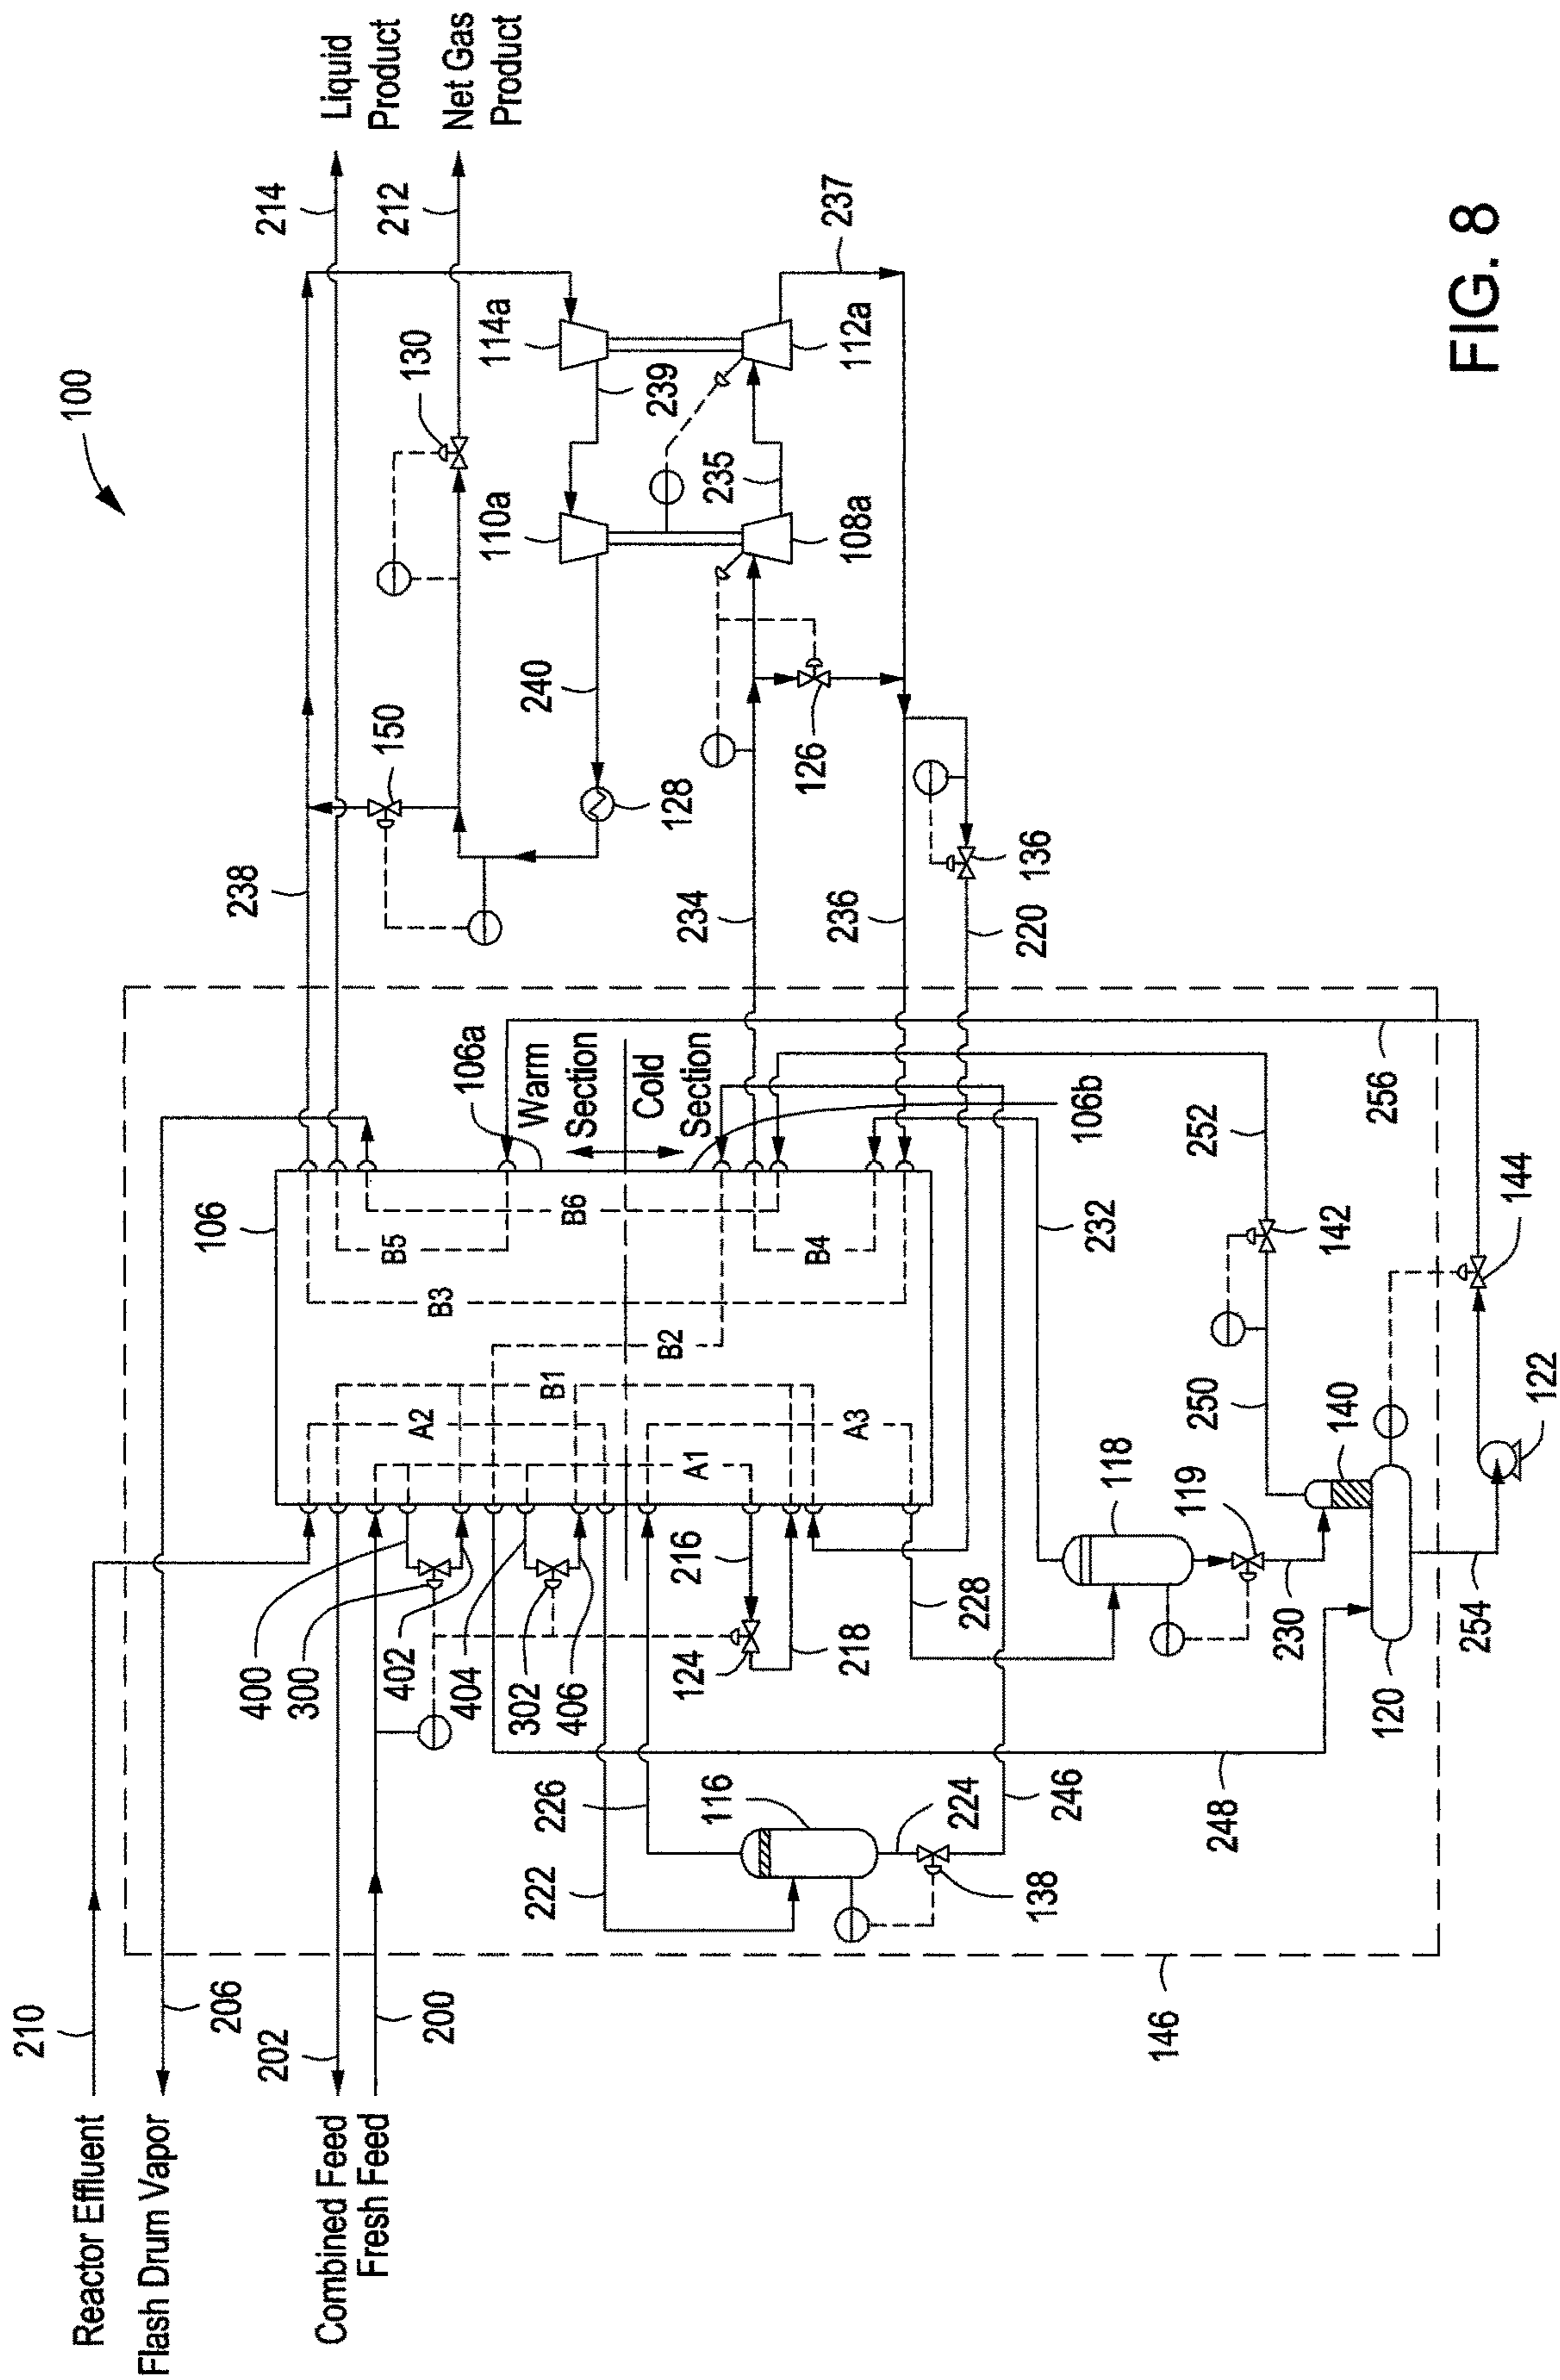 100
Liquid
Product
Net Gas
Product
214
212
237
130
114a
112a
239
110a
235
108a
150
240
126
128
238
234
236
136
220
106a
Warm
Section
Cold
Section
106b
106
256
252
232
142
144
B6
B5
B4
B3
B2
B1
A2
A3
A1
250
140
118
119
122
400
300
402
404
302
406
216
124
218
228
230
254
120
226
116
224
246
248
222
138
210
206
202
200
146
Reactor Effluent
Flash Drum Vapor
Combined Feed
Fresh Feed
FIG. 8